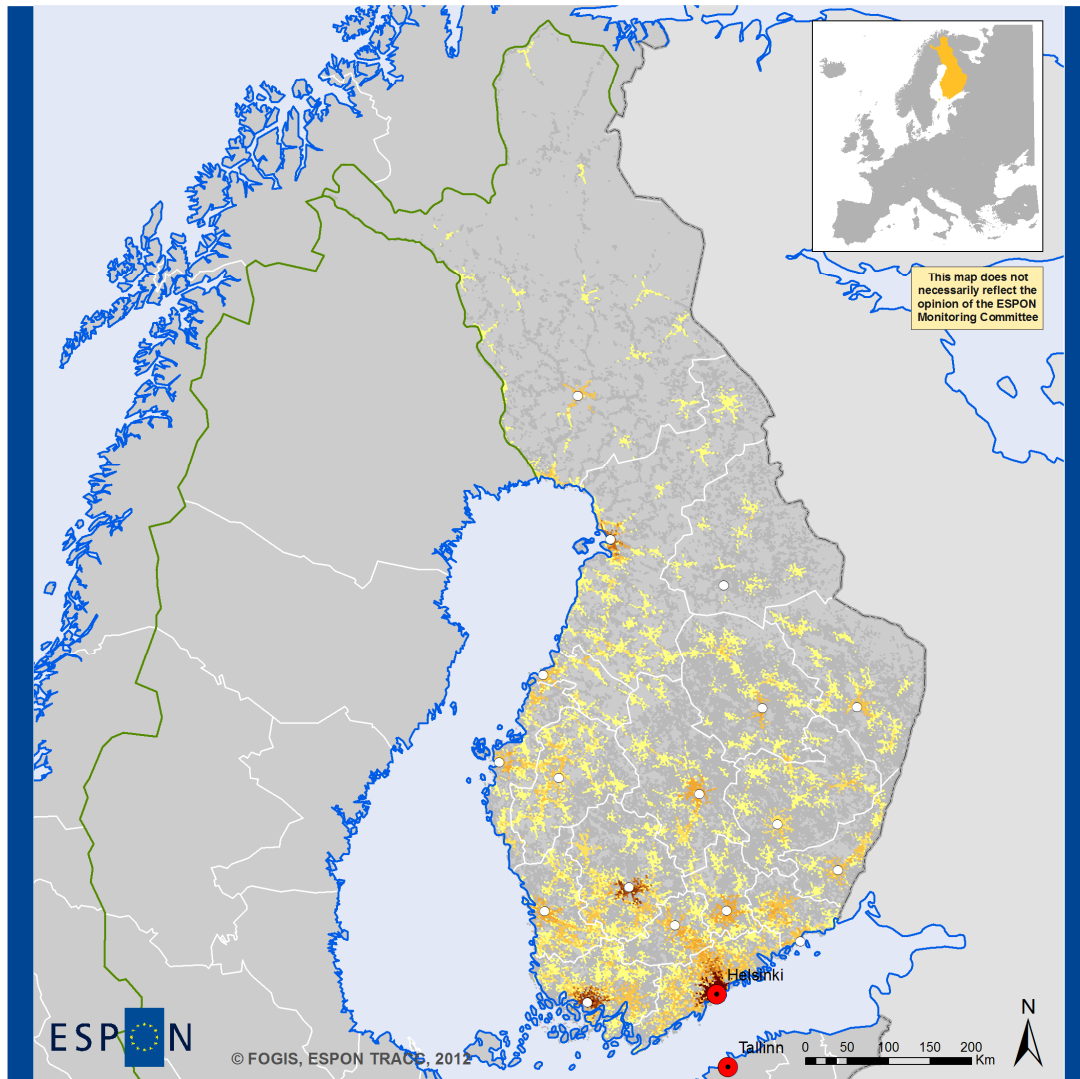 This map does not
necessarily reflect the
opinion of the ESPON
Monitoring Committee
Helsinki
Tallinn
0 50 100 150 200
Km
N
ESPON
© FOGIS, ESPON TRACC, 2012